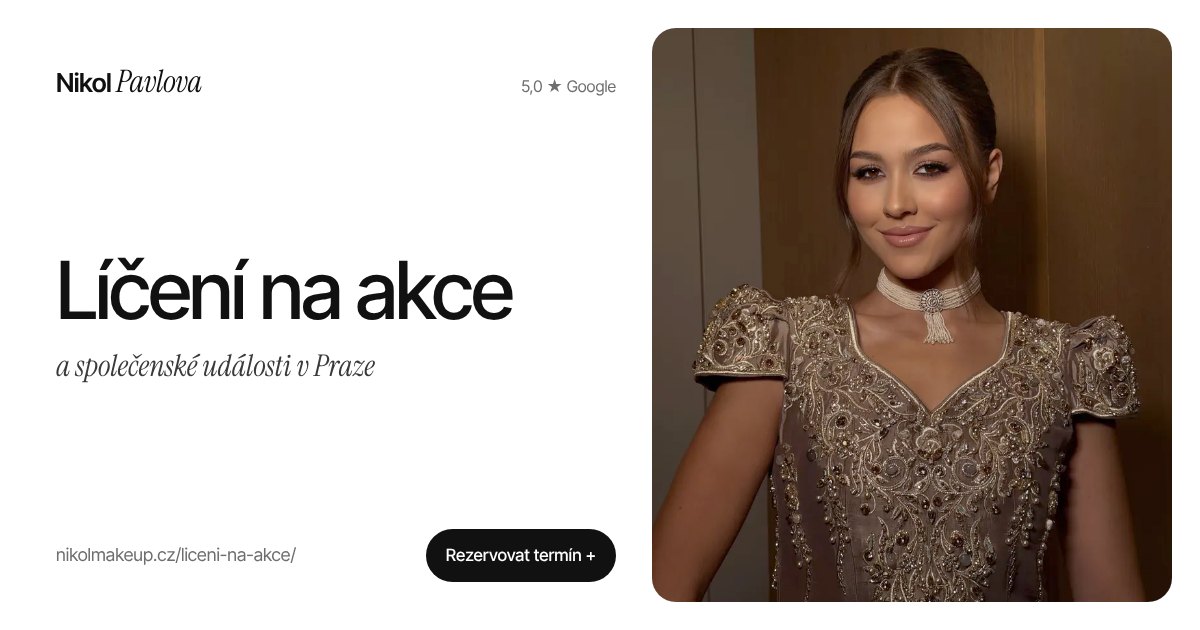 Nikol Pavlova
5,0 ★ Google
Líčení na akce
a společenské události v Praze
nikolmakeup.cz/liceni-na-akce/
Rezervovat termín +